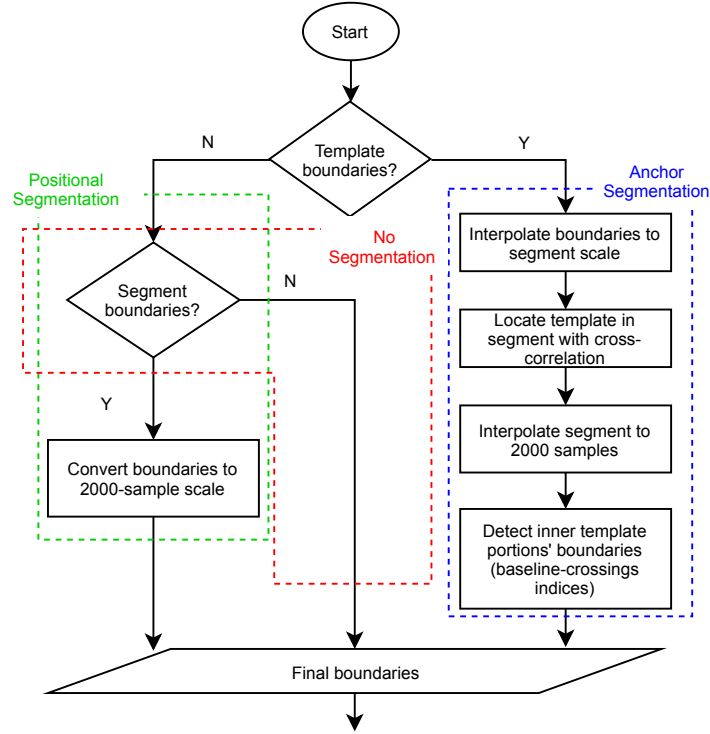 Start
N
Y
Template
boundaries?
Positional
Segmentation
Anchor
Segmentation
No
Segmentation
Interpolate boundaries to
segment scale
Segment
boundaries?
N
Locate template in
segment with cross-
correlation
Y
Interpolate segment to
2000 samples
Convert boundaries to
2000-sample scale
Detect inner template
portions' boundaries
(baseline-crossings
indices)
Final boundaries